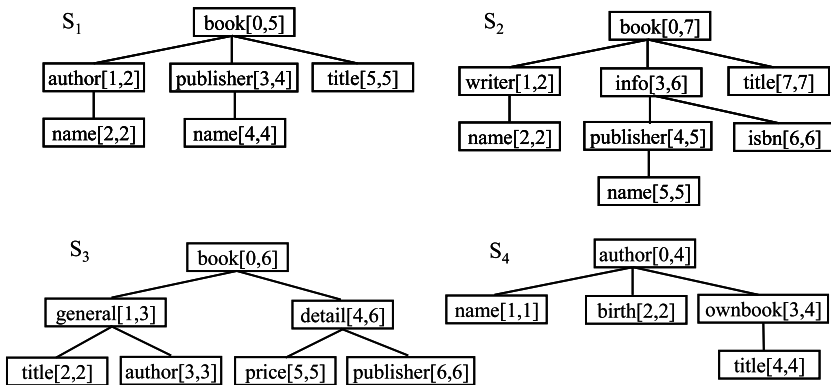 S1
book[0,5]
author[1,2] publisher[3,4] title[5,5]
name[2,2] name[4,4]
S2
book[0,7]
writer[1,2] info[3,6] title[7,7]
name[2,2] publisher[4,5] isbn[6,6]
name[5,5]
S3
book[0,6]
general[1,3] detail[4,6]
title[2,2] author[3,3] price[5,5] publisher[6,6]
S4
author[0,4]
name[1,1] birth[2,2] ownbook[3,4]
title[4,4]